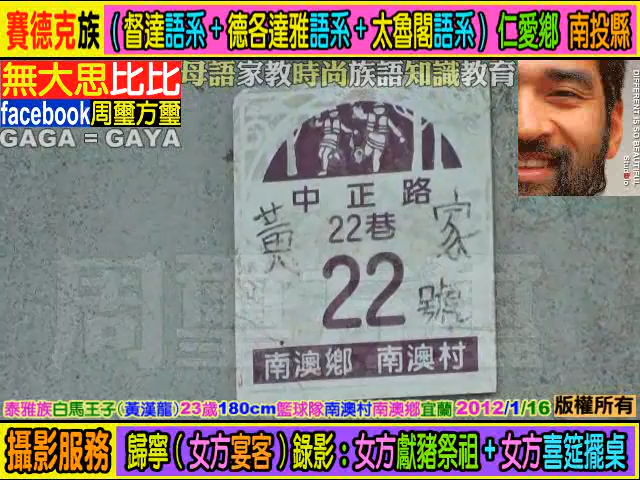 賽德克族（督達語系＋德各達雅語系＋太魯閣語系）仁愛鄉 南投縣
無大思比比 母語家教時尚族語知識教育
facebook周璽方璽
GAGA = GAYA
DIFFERENT IS SO BEAUTIFUL
中正路
22巷
黃 家
22 號
南澳鄉 南澳村
泰雅族白馬王子(黃漢龍)23歲180cm籃球隊南澳村南澳鄉宜蘭 2012/1/16 版權所有
攝影服務 歸寧（女方宴客）錄影：女方獻豬祭祖＋女方喜筵擺桌